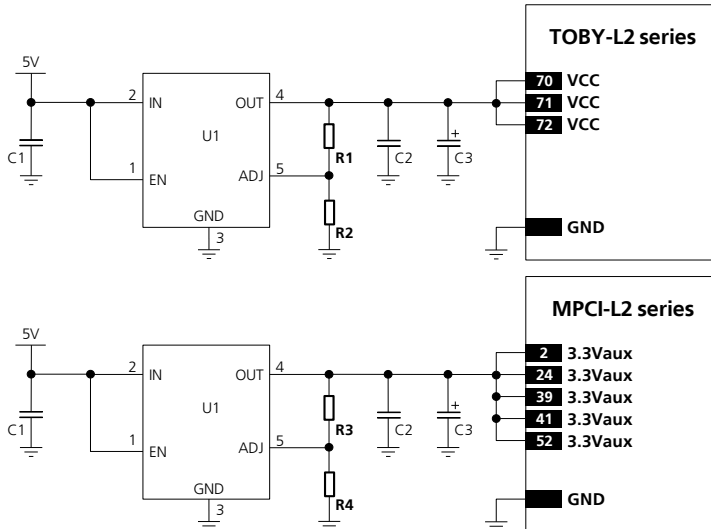 TOBY-L2 series
5V
70 VCC
2 IN OUT 4
71 VCC
72 VCC
U1
C1 R1 C2 + C3
1 EN ADJ 5
GND R2
3
GND
MPCI-L2 series
5V
2 3.3Vaux
2 IN OUT 4
24 3.3Vaux
39 3.3Vaux
U1
C1 R3 C2 + C3
41 3.3Vaux
1 EN ADJ 5
52 3.3Vaux
GND R4
3
GND